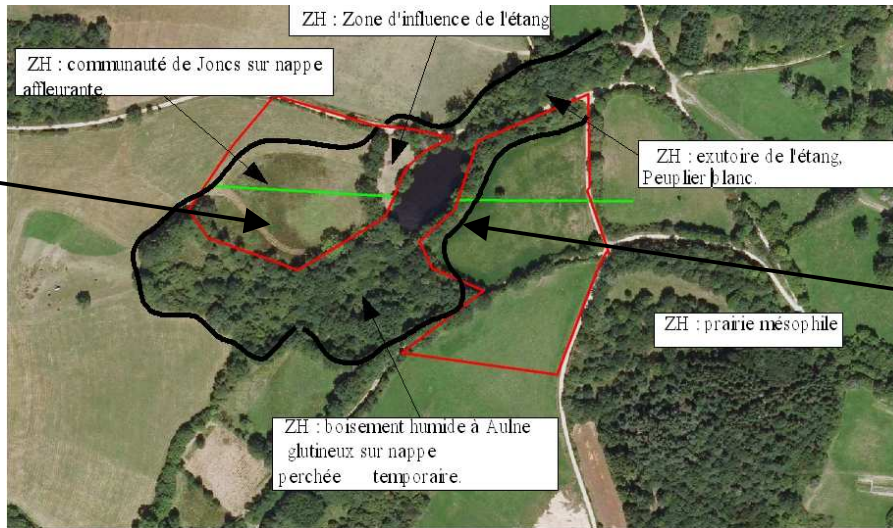 ZH : Zone d'influence de l'étang
ZH : communauté de Joncs sur nappe
affleurante.
ZH : exutoire de l'étang,
Peuplier blanc.
ZH : prairie mésophile
ZH : boisement humide à Aulne
glutineux sur nappe
perchée temporaire.